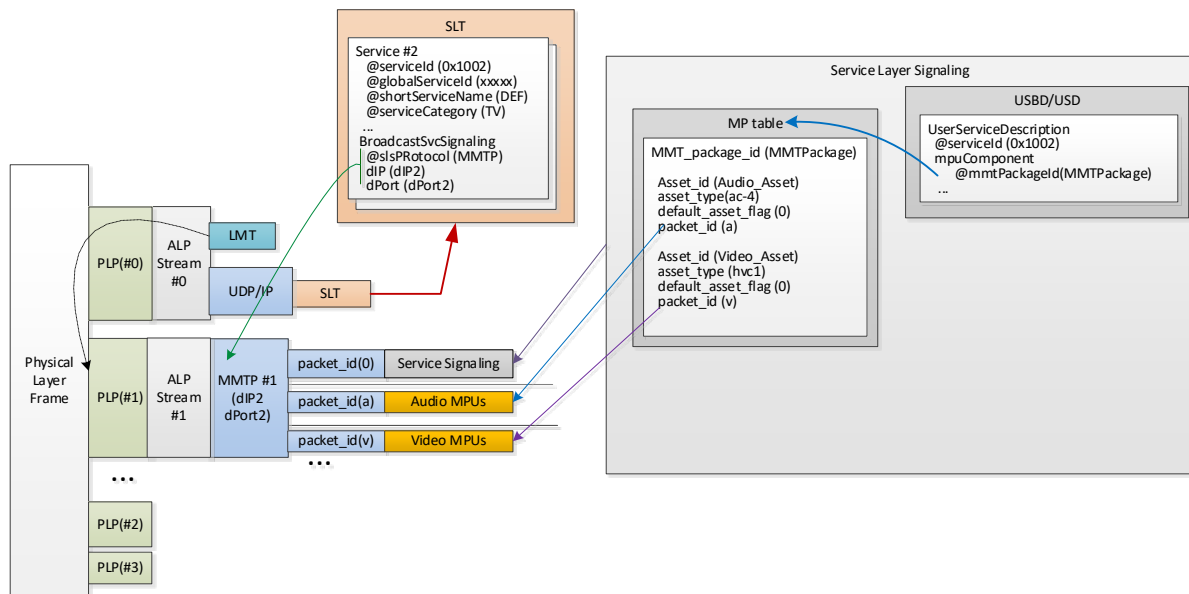 SLT
Service #2
@serviceId (0x1002)
@globalServiceId (xxxxx)
@shortServiceName (DEF)
@serviceCategory (TV)
...
BroadcastSvcSignaling
@slsPRotocol (MMTP)
dIP (dIP2)
dPort (dPort2)
Service Layer Signaling
MP table
MMT_package_id (MMTPackage)
Asset_id (Audio_Asset)
asset_type(ac-4)
default_asset_flag (0)
packet_id (a)
Asset_id (Video_Asset)
asset_type (hvc1)
default_asset_flag (0)
packet_id (v)
USBD/USD
UserServiceDescription
@serviceId (0x1002)
mpuComponent
@mmtPackageId(MMTPackage)
...
Physical
Layer
Frame
PLP(#0)
ALP
Stream
#0
LMT
UDP/IP
SLT
PLP(#1)
ALP
Stream
#1
MMTP #1
(dIP2
dPort2)
packet_id(0)
Service Signaling
packet_id(a)
Audio MPUs
packet_id(v)
Video MPUs
...
...
PLP(#2)
PLP(#3)